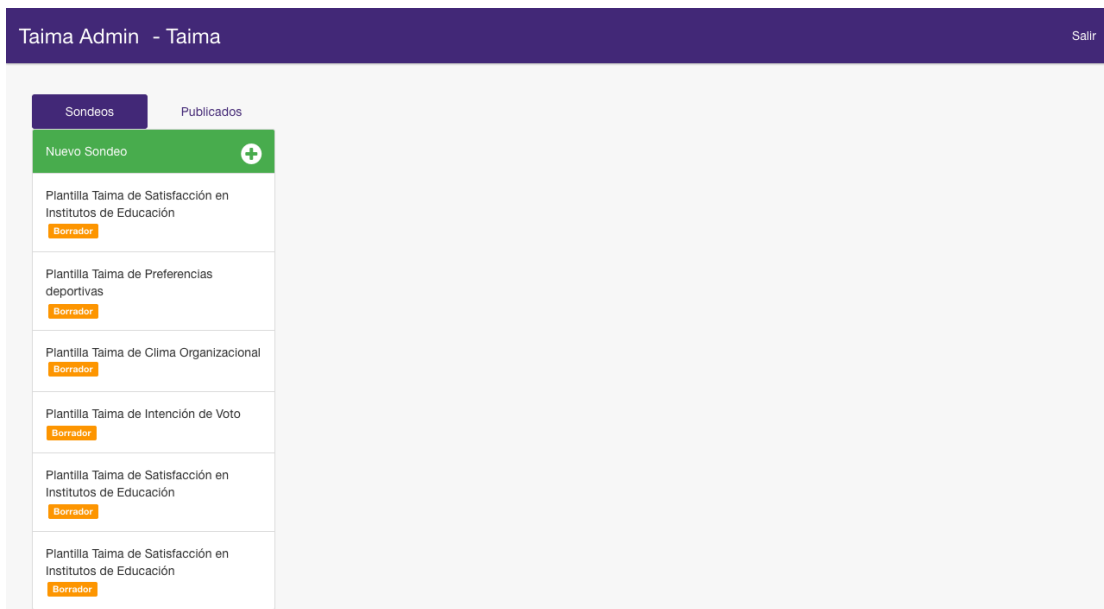 Taima Admin - Taima
Salir
Sondeos
Publicados
Nuevo Sondeo
Plantilla Taima de Satisfacción en
Institutos de Educación
Borrador
Plantilla Taima de Preferencias
deportivas
Borrador
Plantilla Taima de Clima Organizacional
Borrador
Plantilla Taima de Intención de Voto
Borrador
Plantilla Taima de Satisfacción en
Institutos de Educación
Borrador
Plantilla Taima de Satisfacción en
Institutos de Educación
Borrador